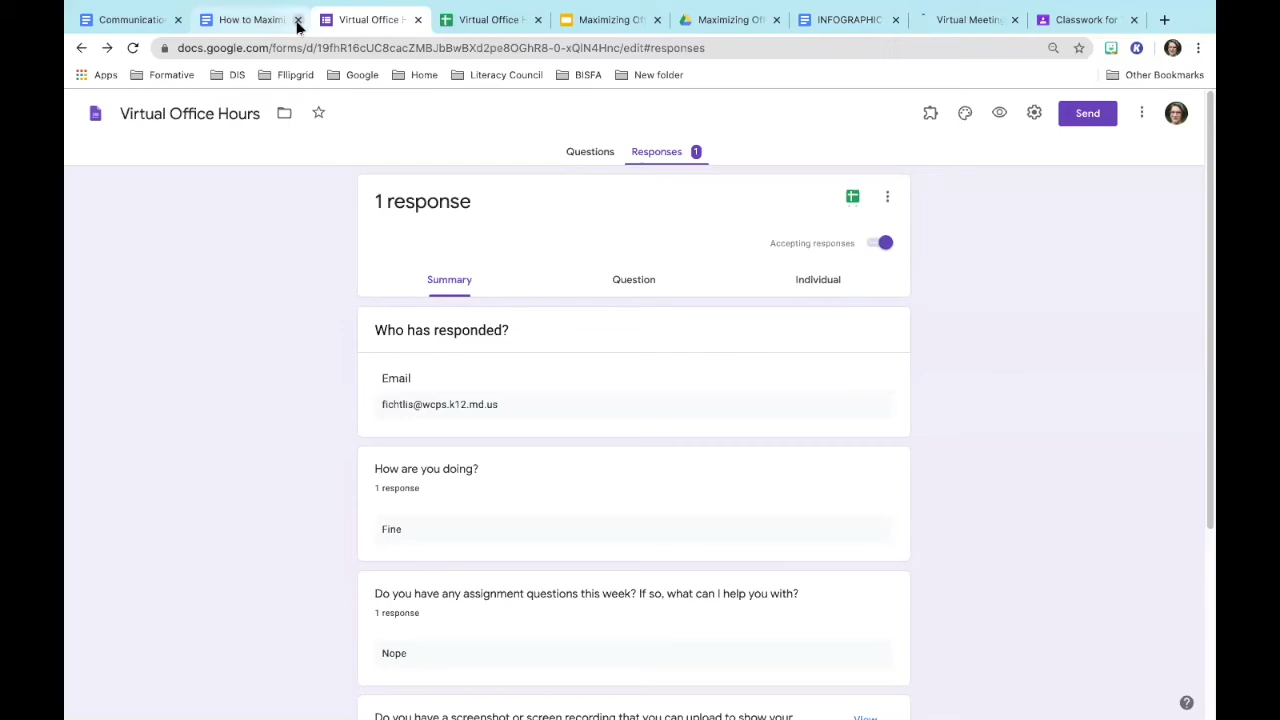 Communication
How to Maximi
Virtual Office H
Virtual Office H
Maximizing Of
Maximizing Of
INFOGRAPHIC
Virtual Meeting
Classwork for
docs.google.com/forms/d/19fhR16cUC8cacZMBJbBwBXd2pe8OGhR8-0-xQlN4Hnc/edit#responses
Apps
Formative
DIS
Flipgrid
Google
Home
Literacy Council
BISFA
New folder
Other Bookmarks
Virtual Office Hours
Send
Questions
Responses 1
1 response
Accepting responses
Summary
Question
Individual
Who has responded?
Email
fichtlis@wcps.k12.md.us
How are you doing?
1 response
Fine
Do you have any assignment questions this week? If so, what can I help you with?
1 response
Nope
Do you have a screenshot or screen recording that you can upload to show your
View